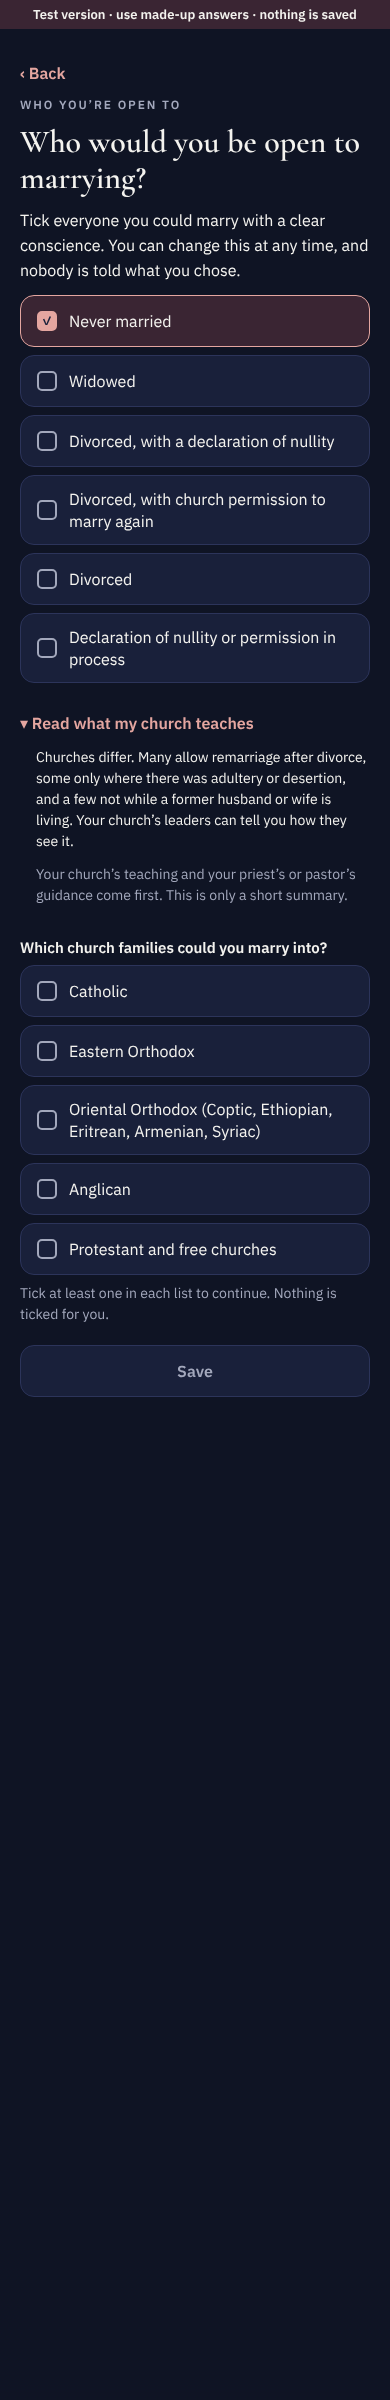 Test version · use made-up answers · nothing is saved
‹ Back
WHO YOU’RE OPEN TO
Who would you be open to
marrying?
Tick everyone you could marry with a clear
conscience. You can change this at any time, and
nobody is told what you chose.
Never married
Widowed
Divorced, with a declaration of nullity
Divorced, with church permission to
marry again
Divorced
Declaration of nullity or permission in
process
▾ Read what my church teaches
Churches differ. Many allow remarriage after divorce,
some only where there was adultery or desertion,
and a few not while a former husband or wife is
living. Your church’s leaders can tell you how they
see it.
Your church’s teaching and your priest’s or pastor’s
guidance come first. This is only a short summary.
Which church families could you marry into?
Catholic
Eastern Orthodox
Oriental Orthodox (Coptic, Ethiopian,
Eritrean, Armenian, Syriac)
Anglican
Protestant and free churches
Tick at least one in each list to continue. Nothing is
ticked for you.
Save